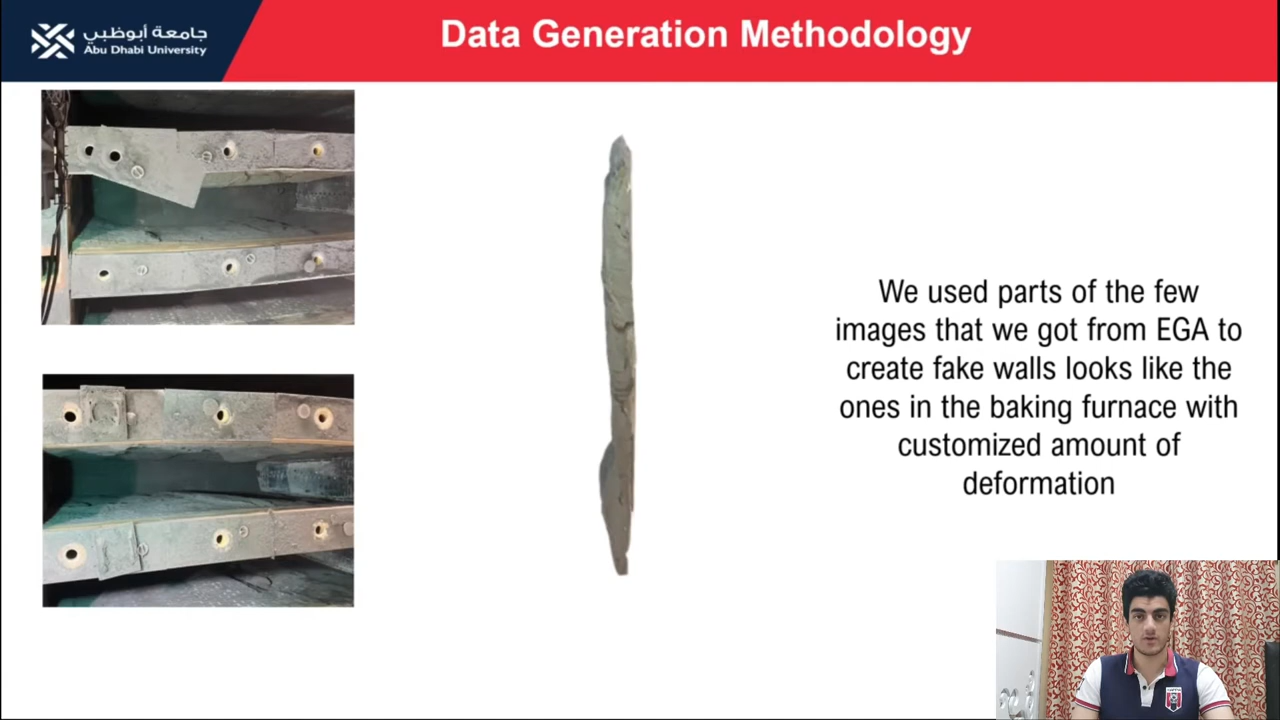 جامعة أبوظبي
Abu Dhabi University
Data Generation Methodology
We used parts of the few
images that we got from EGA to
create fake walls looks like the
ones in the baking furnace with
customized amount of
deformation